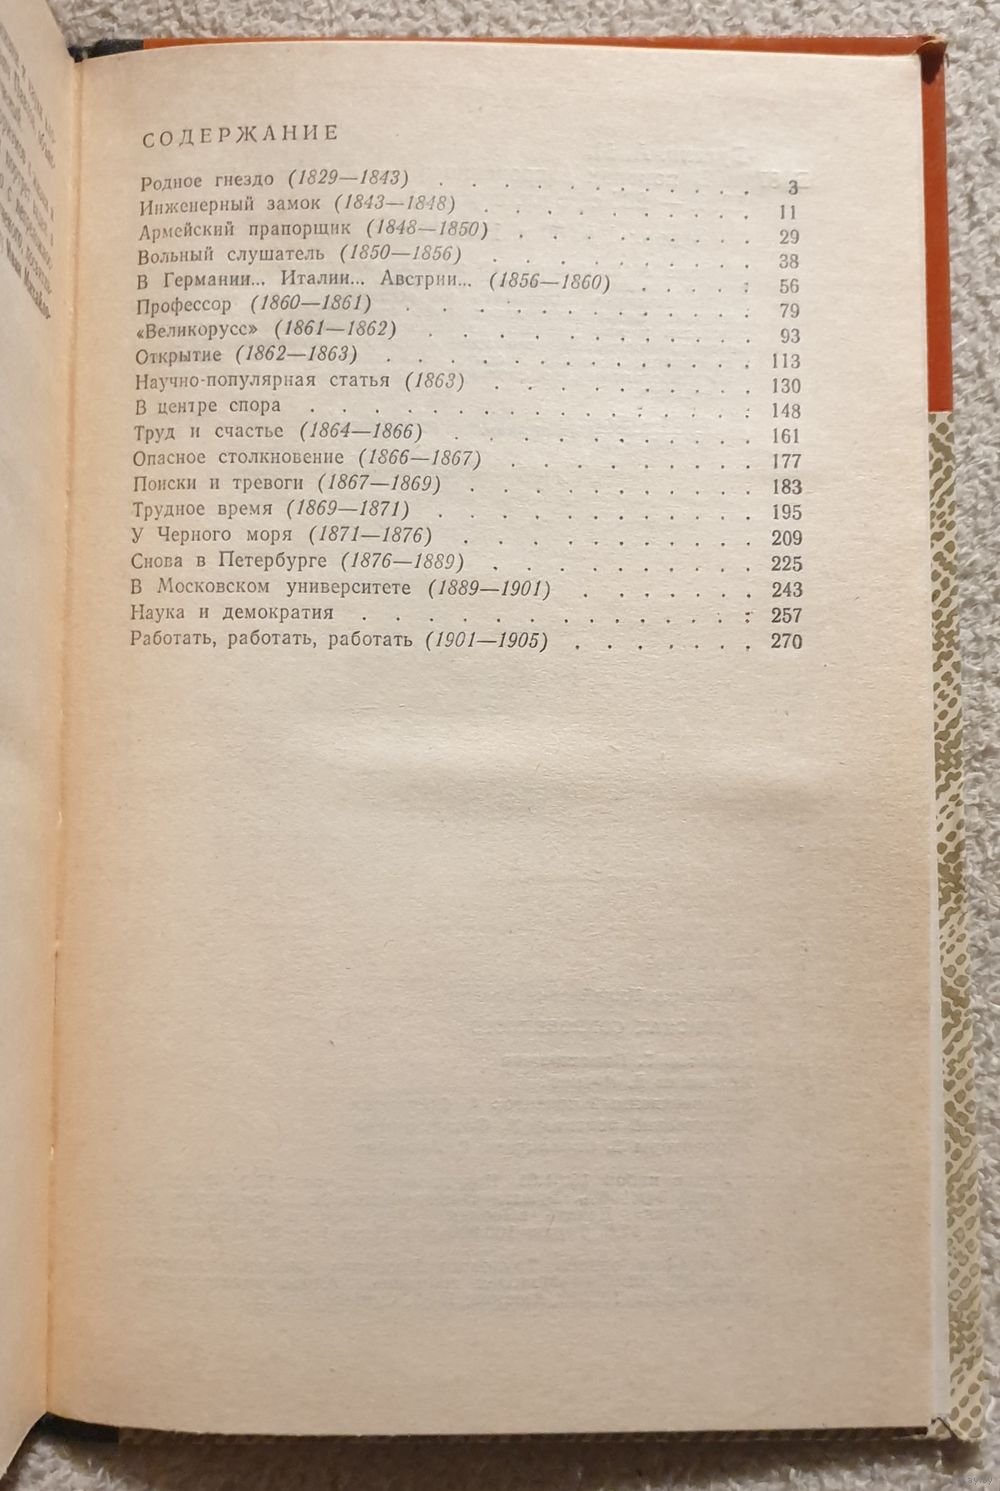 СОДЕРЖАНИЕ
Родное гнездо (1829—1843) . . . . . . . . . . . 3
Инженерный замок (1843—1848) . . . . . . . . . . 11
Армейский прапорщик (1848—1850) . . . . . . . . 29
Вольный слушатель (1850—1856) . . . . . . . . . 38
В Германии... Италии... Австрии... (1856—1860) . . . . 56
Профессор (1860—1861) . . . . . . . . . . . 79
«Великорусс» (1861—1862) . . . . . . . . . . . 93
Открытие (1862—1863) . . . . . . . . . . . . 113
Научно-популярная статья (1863) . . . . . . . . . 130
В центре спора . . . . . . . . . . . . . . 148
Труд и счастье (1864—1866) . . . . . . . . . . 161
Опасное столкновение (1866—1867) . . . . . . . . 177
Поиски и тревоги (1867—1869) . . . . . . . . . . 183
Трудное время (1869—1871) . . . . . . . . . . . 195
У Черного моря (1871—1876) . . . . . . . . . . 209
Снова в Петербурге (1876—1889) . . . . . . . . . 225
В Московском университете (1889—1901) . . . . . . 243
Наука и демократия . . . . . . . . . . . . . 257
Работать, работать, работать (1901—1905) . . . . . . 270
ay.by